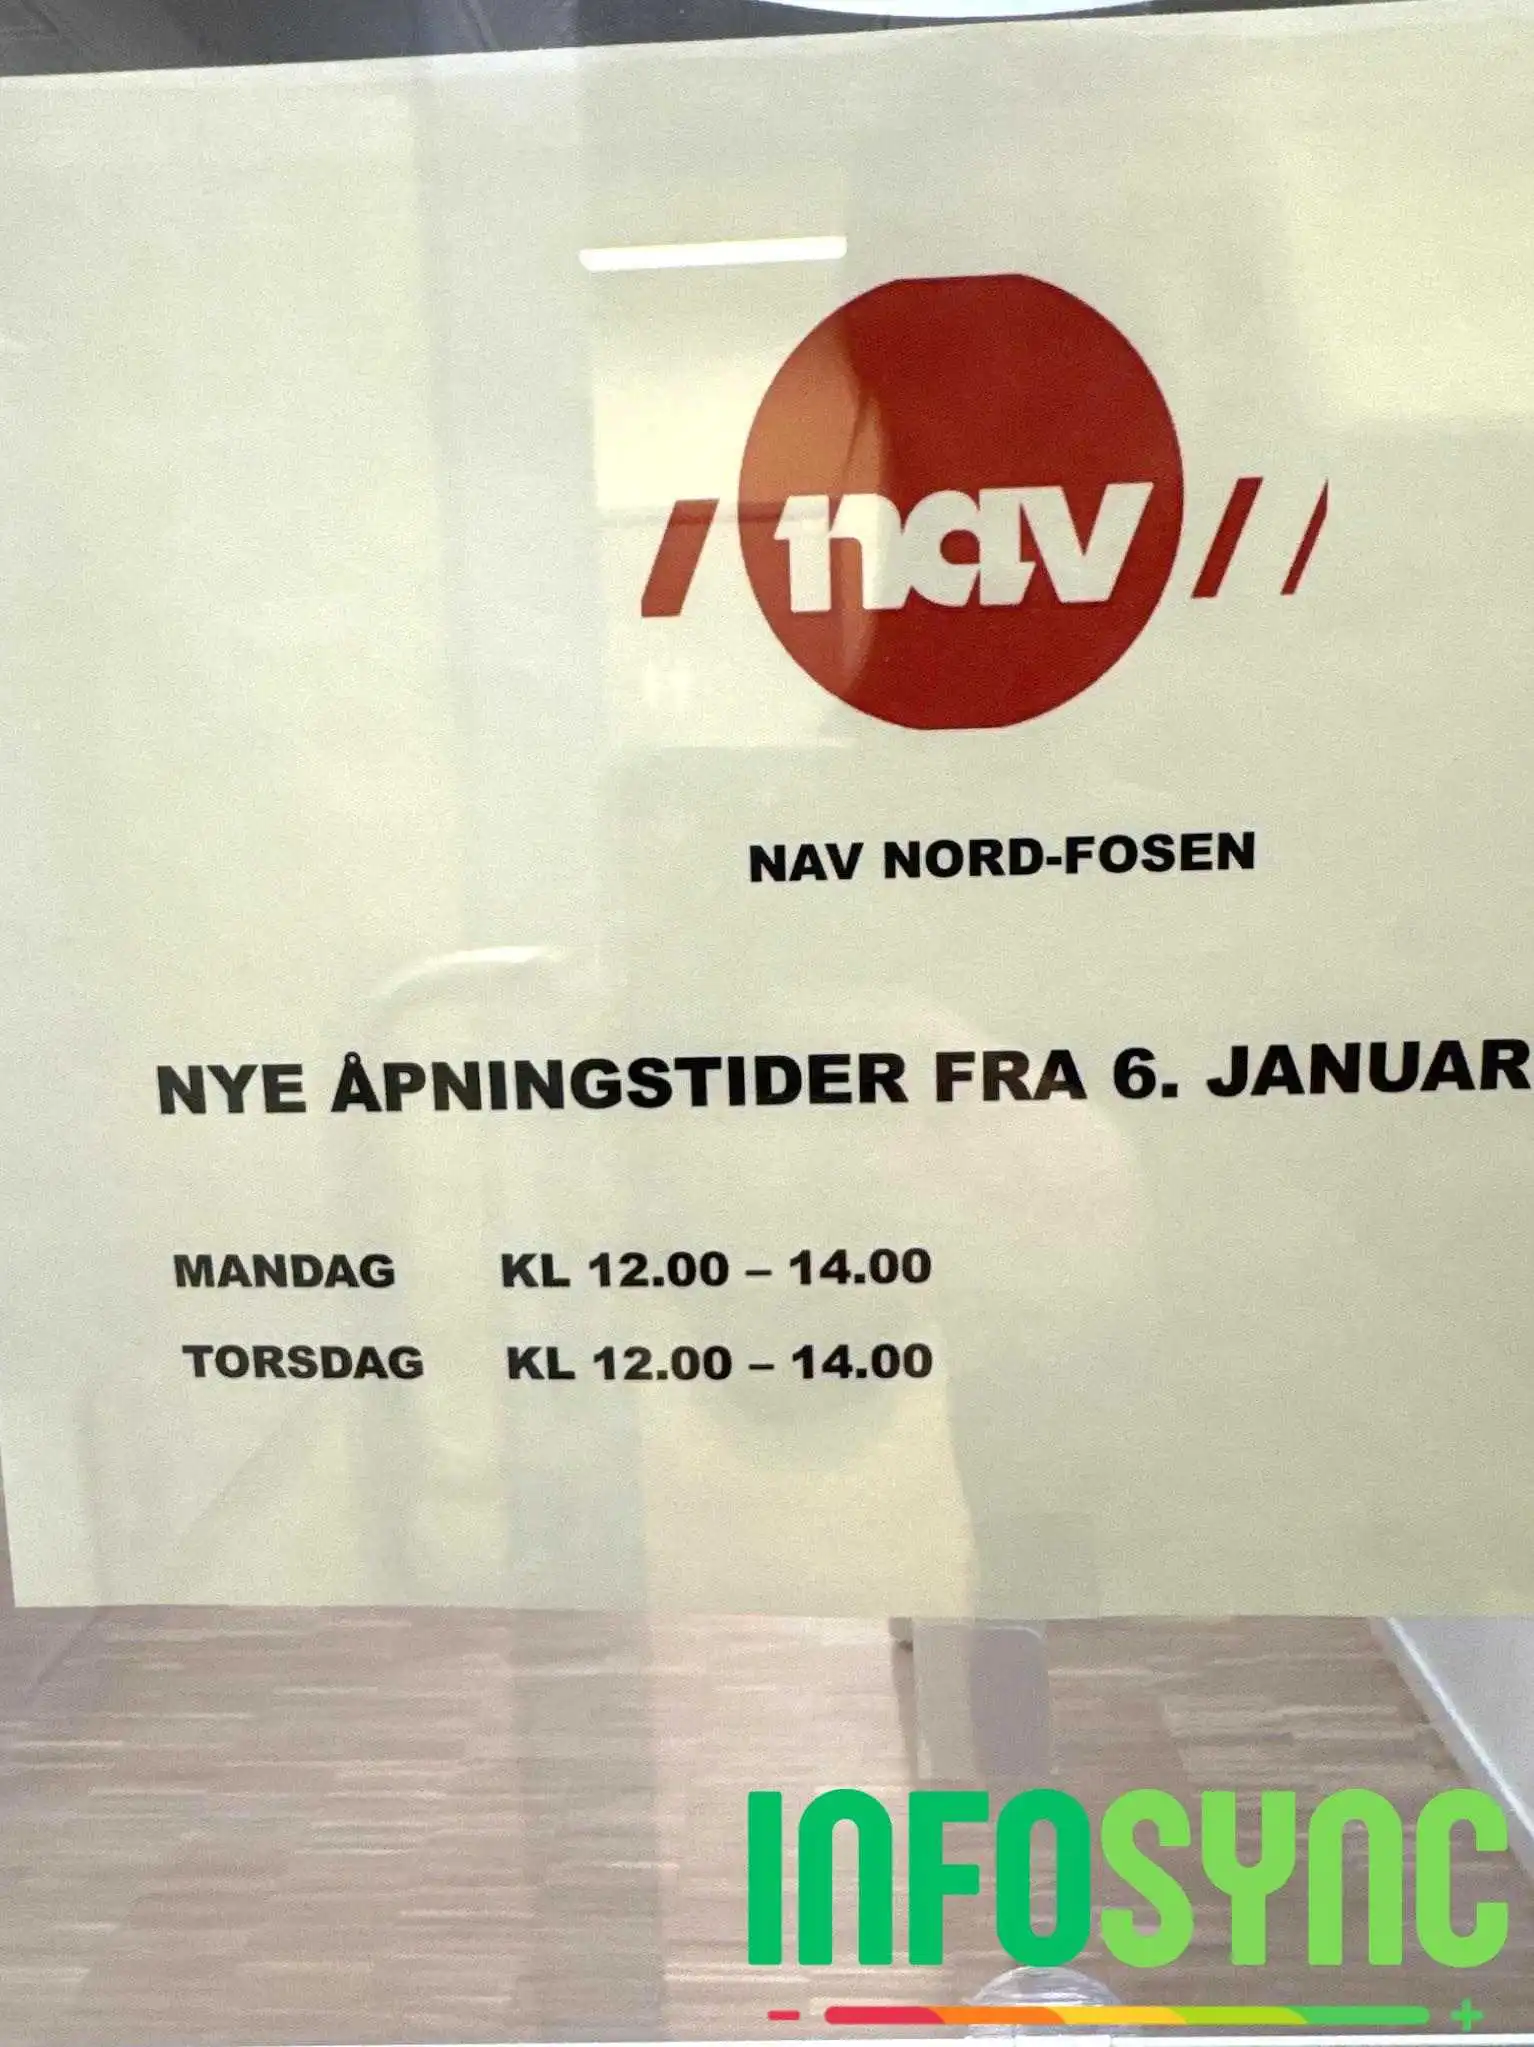 nav
NAV NORD-FOSEN
NYE ÅPNINGSTIDER FRA 6. JANUAR
MANDAG KL 12.00 – 14.00
TORSDAG KL 12.00 – 14.00
INFOSYNC
- +